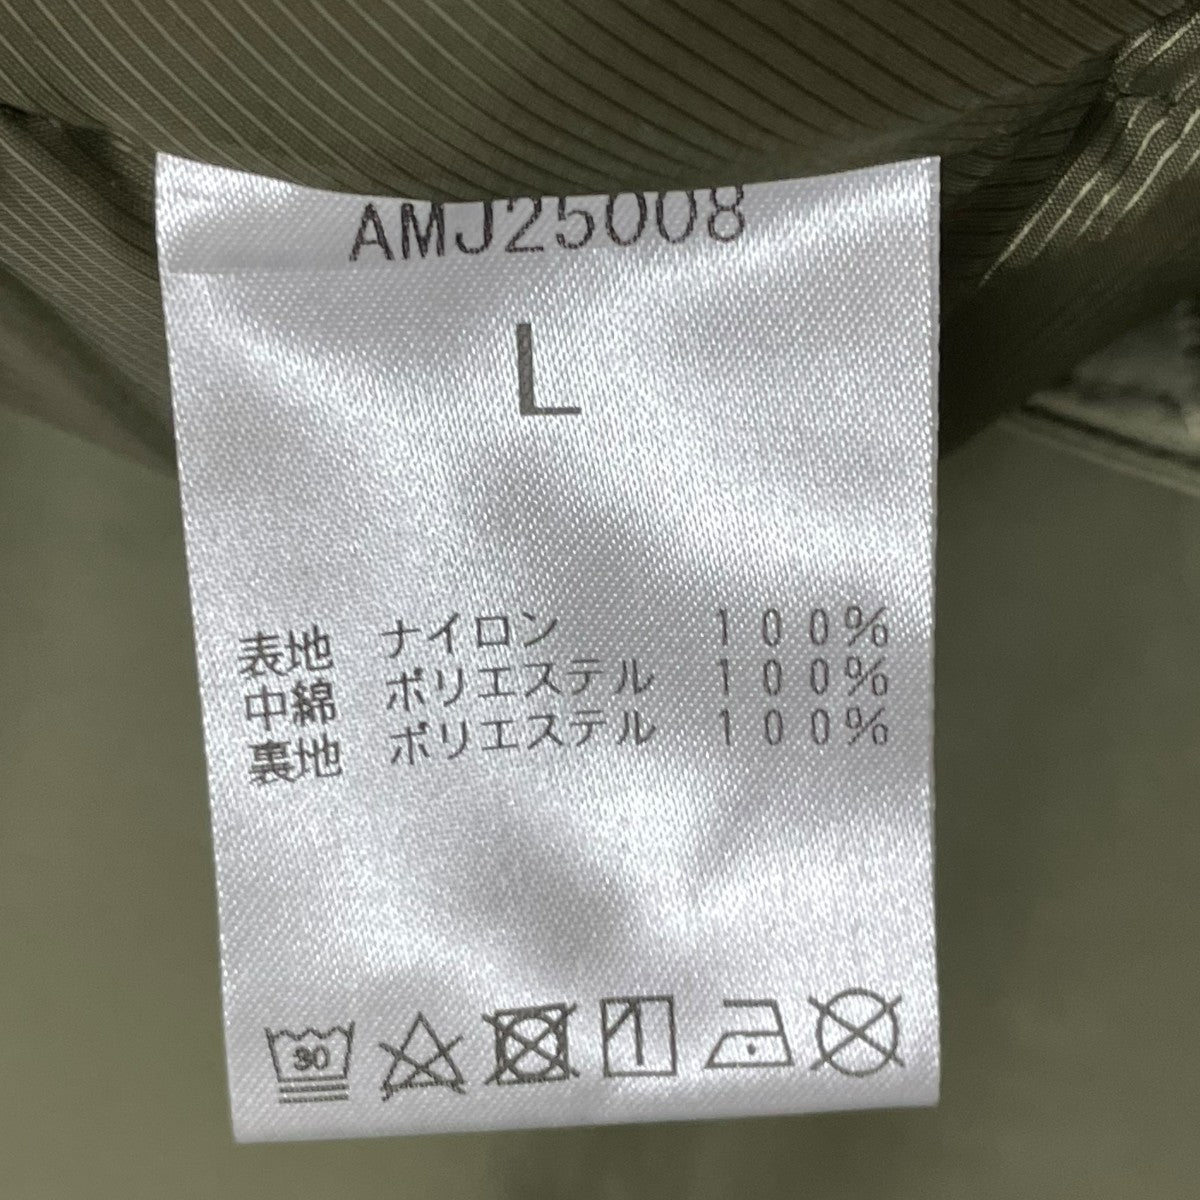 AMJ25008
L
表地 ナイロン 100%
中綿 ポリエステル 100%
裏地 ポリエステル 100%
30